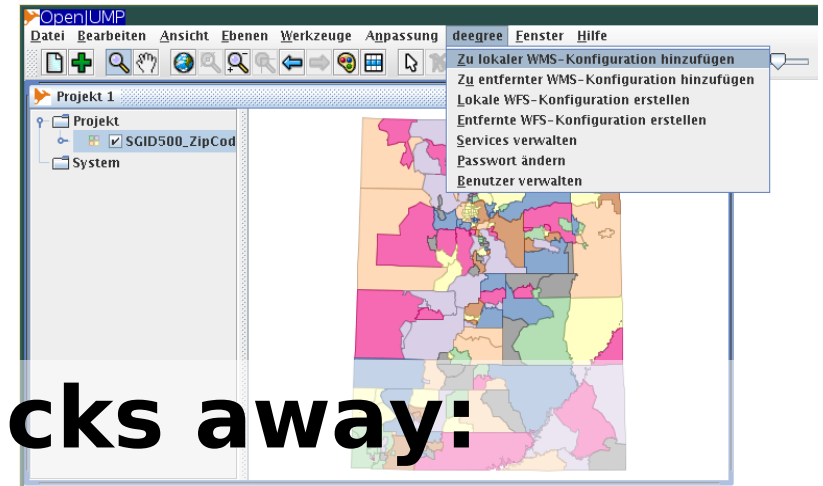 OpenJUMP
Datei Bearbeiten Ansicht Ebenen Werkzeuge Anpassung deegree Fenster Hilfe
Zu lokaler WMS-Konfiguration hinzufügen
Zu entfernter WMS-Konfiguration hinzufügen
Lokale WFS-Konfiguration erstellen
Entfernte WFS-Konfiguration erstellen
Services verwalten
Passwort ändern
Benutzer verwalten
Projekt 1
Projekt
SGID500_ZipCod
System
cks away: